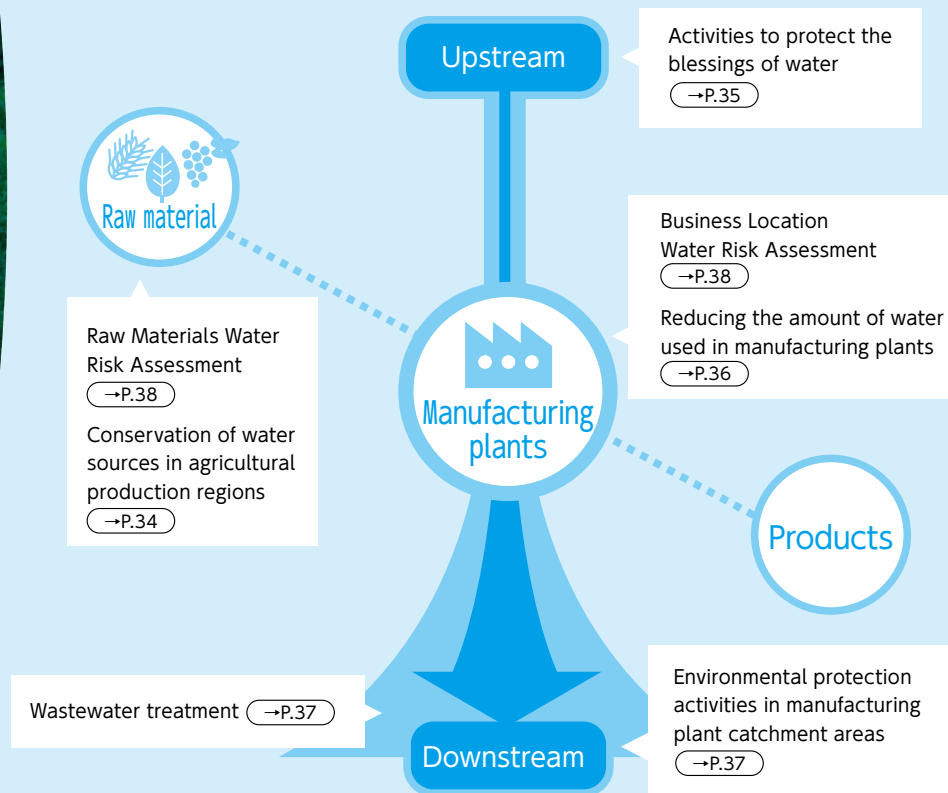 Upstream
Activities to protect the
blessings of water
→P.35
Raw material
Business Location
Water Risk Assessment
→P.38
Reducing the amount of water
used in manufacturing plants
→P.36
Raw Materials Water
Risk Assessment
→P.38
Conservation of water
sources in agricultural
production regions
→P.34
Manufacturing
plants
Products
Wastewater treatment →P.37
Downstream
Environmental protection
activities in manufacturing
plant catchment areas
→P.37